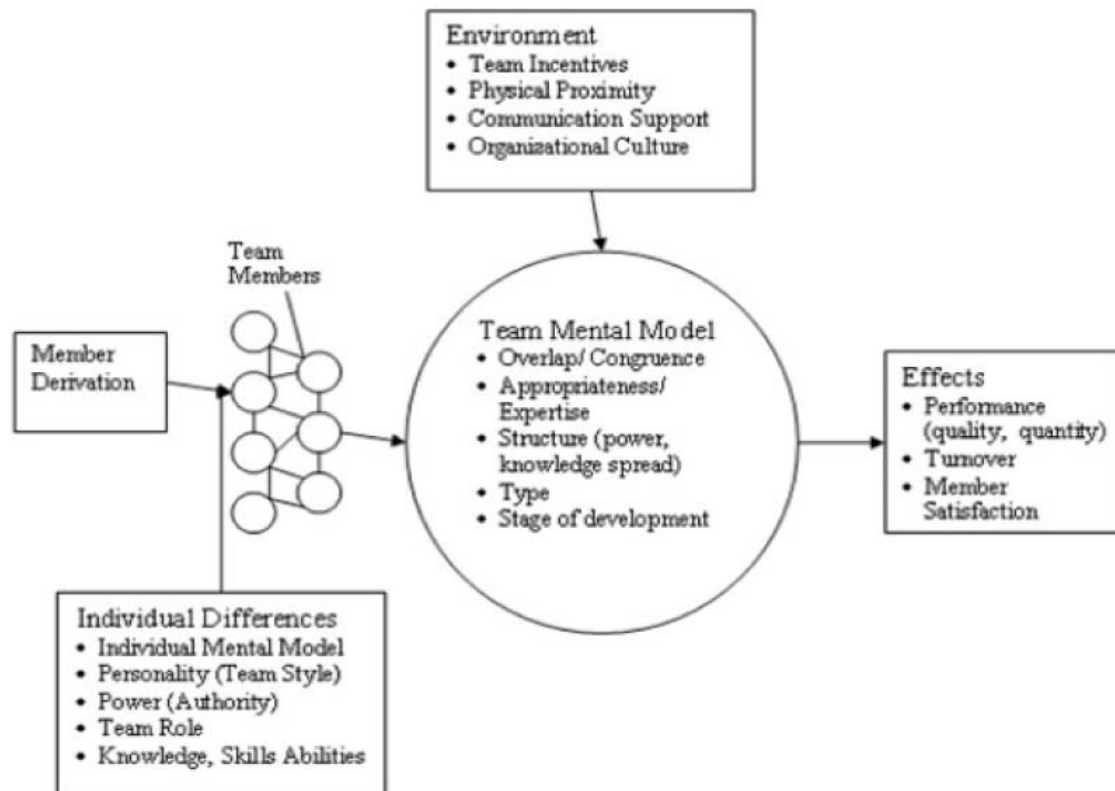 Environment
• Team Incentives
• Physical Proximity
• Communication Support
• Organizational Culture
Team
Members
Member
Derivation
Team Mental Model
• Overlap/ Congruence
• Appropriateness/
Expertise
• Structure (power,
knowledge spread)
• Type
• Stage of development
Effects
• Performance
(quality, quantity)
• Turnover
• Member
Satisfaction
Individual Differences
• Individual Mental Model
• Personality (Team Style)
• Power (Authority)
• Team Role
• Knowledge, Skills Abilities